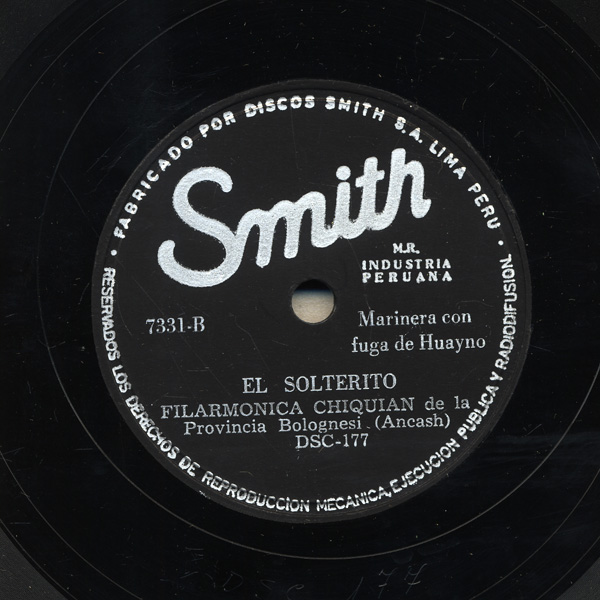 • FABRICADO POR DISCOS SMITH S.A. LIMA PERU •
Smith
M.R.
INDUSTRIA
PERUANA
7331-B
Marinera con
fuga de Huayno
EL SOLTERITO
FILARMONICA CHIQUIAN de la
Provincia Bolognesi (Ancash)
DSC-177
RESERVADOS LOS DERECHOS DE REPRODUCCION MECANICA, EJECUCION PUBLICA Y RADIODIFUSION.